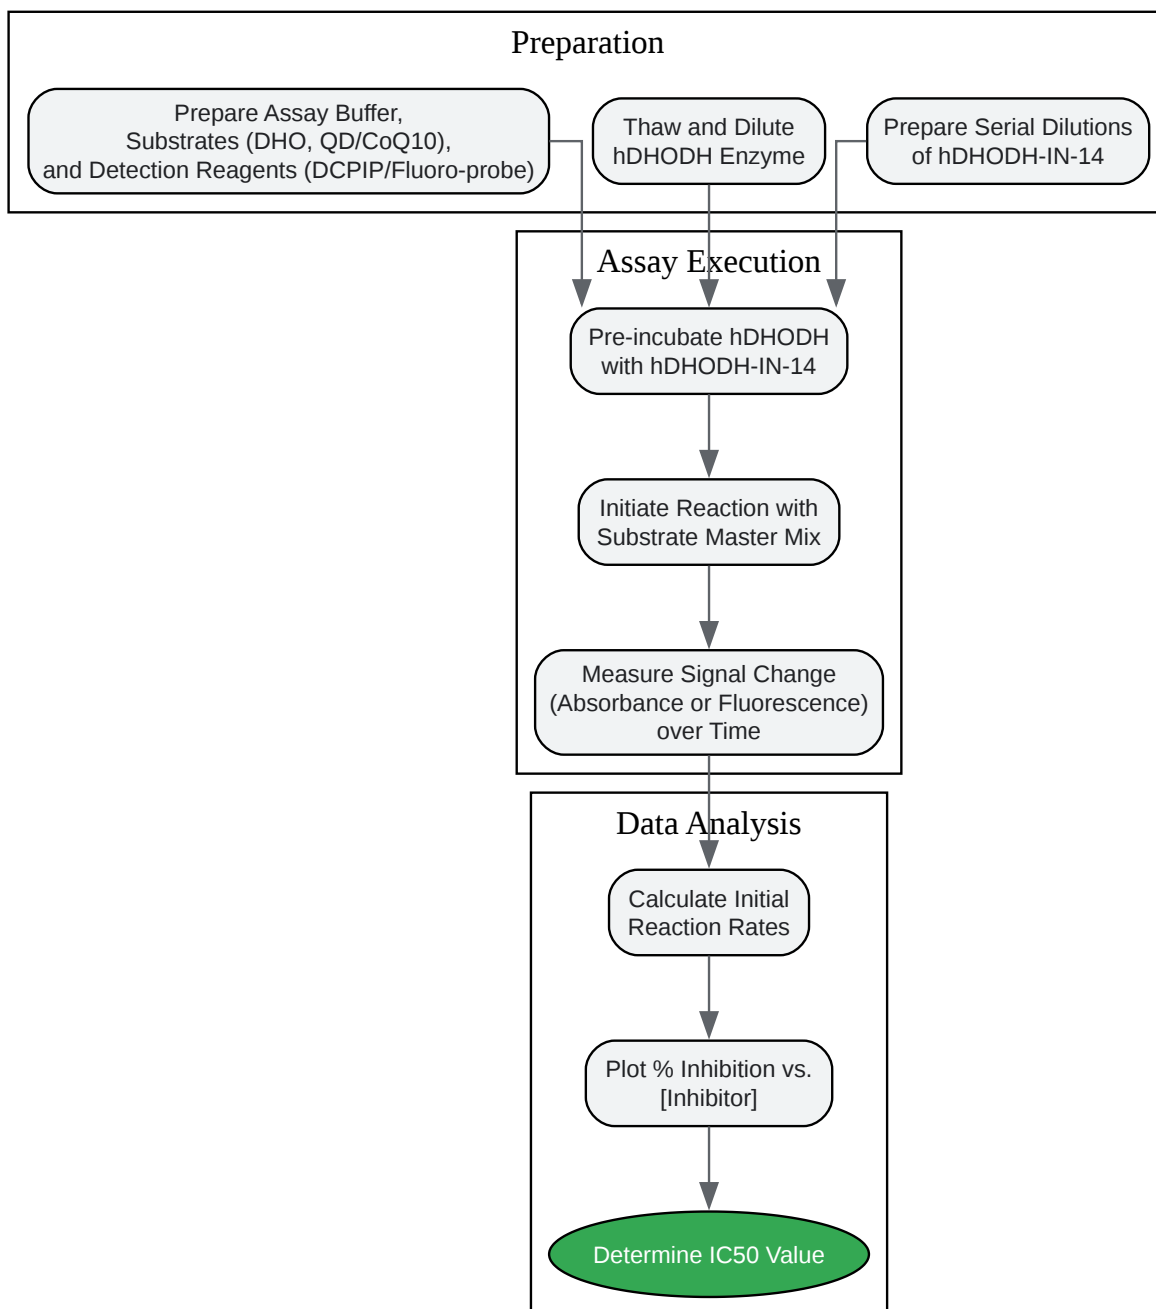 Preparation
Prepare Assay Buffer,
Substrates (DHO, QD/CoQ10),
and Detection Reagents (DCPIP/Fluoro-probe)
Thaw and Dilute
hDHODH Enzyme
Prepare Serial Dilutions
of hDHODH-IN-14
Assay Execution
Pre-incubate hDHODH
with hDHODH-IN-14
Initiate Reaction with
Substrate Master Mix
Measure Signal Change
(Absorbance or Fluorescence)
over Time
Data Analysis
Calculate Initial
Reaction Rates
Plot % Inhibition vs.
[Inhibitor]
Determine IC50 Value